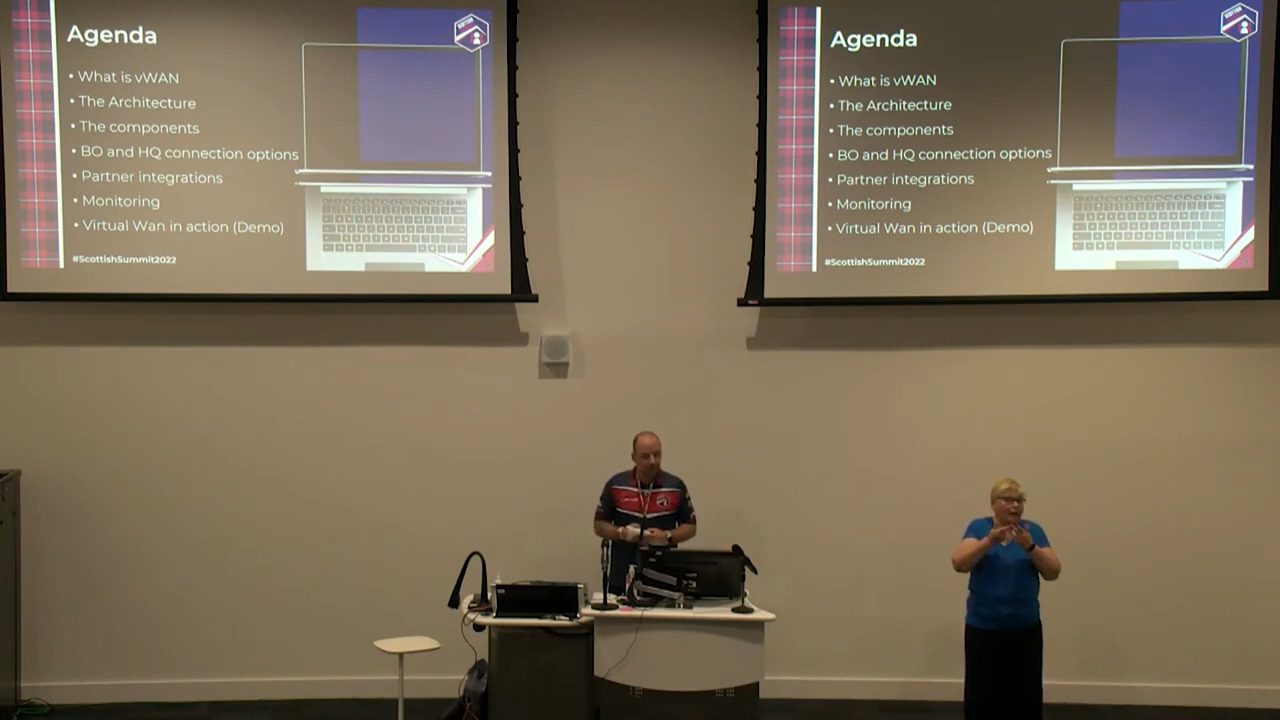 Agenda
• What is vWAN
• The Architecture
• The components
• BO and HQ connection options
• Partner integrations
• Monitoring
• Virtual Wan in action (Demo)
#ScottishSummit2022
Agenda
• What is vWAN
• The Architecture
• The components
• BO and HQ connection options
• Partner integrations
• Monitoring
• Virtual Wan in action (Demo)
#ScottishSummit2022